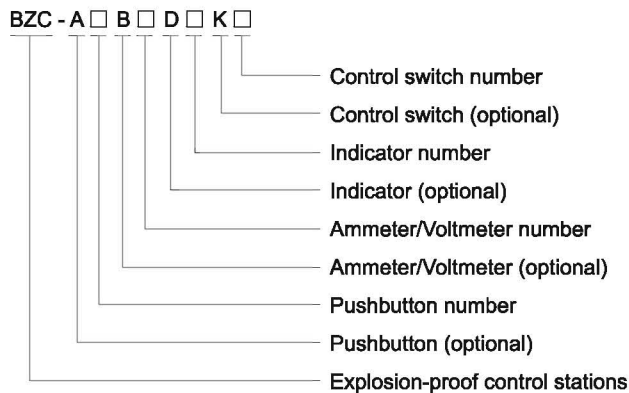 BZC - A □ B □ D □ K □
Control switch number
Control switch (optional)
Indicator number
Indicator (optional)
Ammeter/Voltmeter number
Ammeter/Voltmeter (optional)
Pushbutton number
Pushbutton (optional)
Explosion-proof control stations